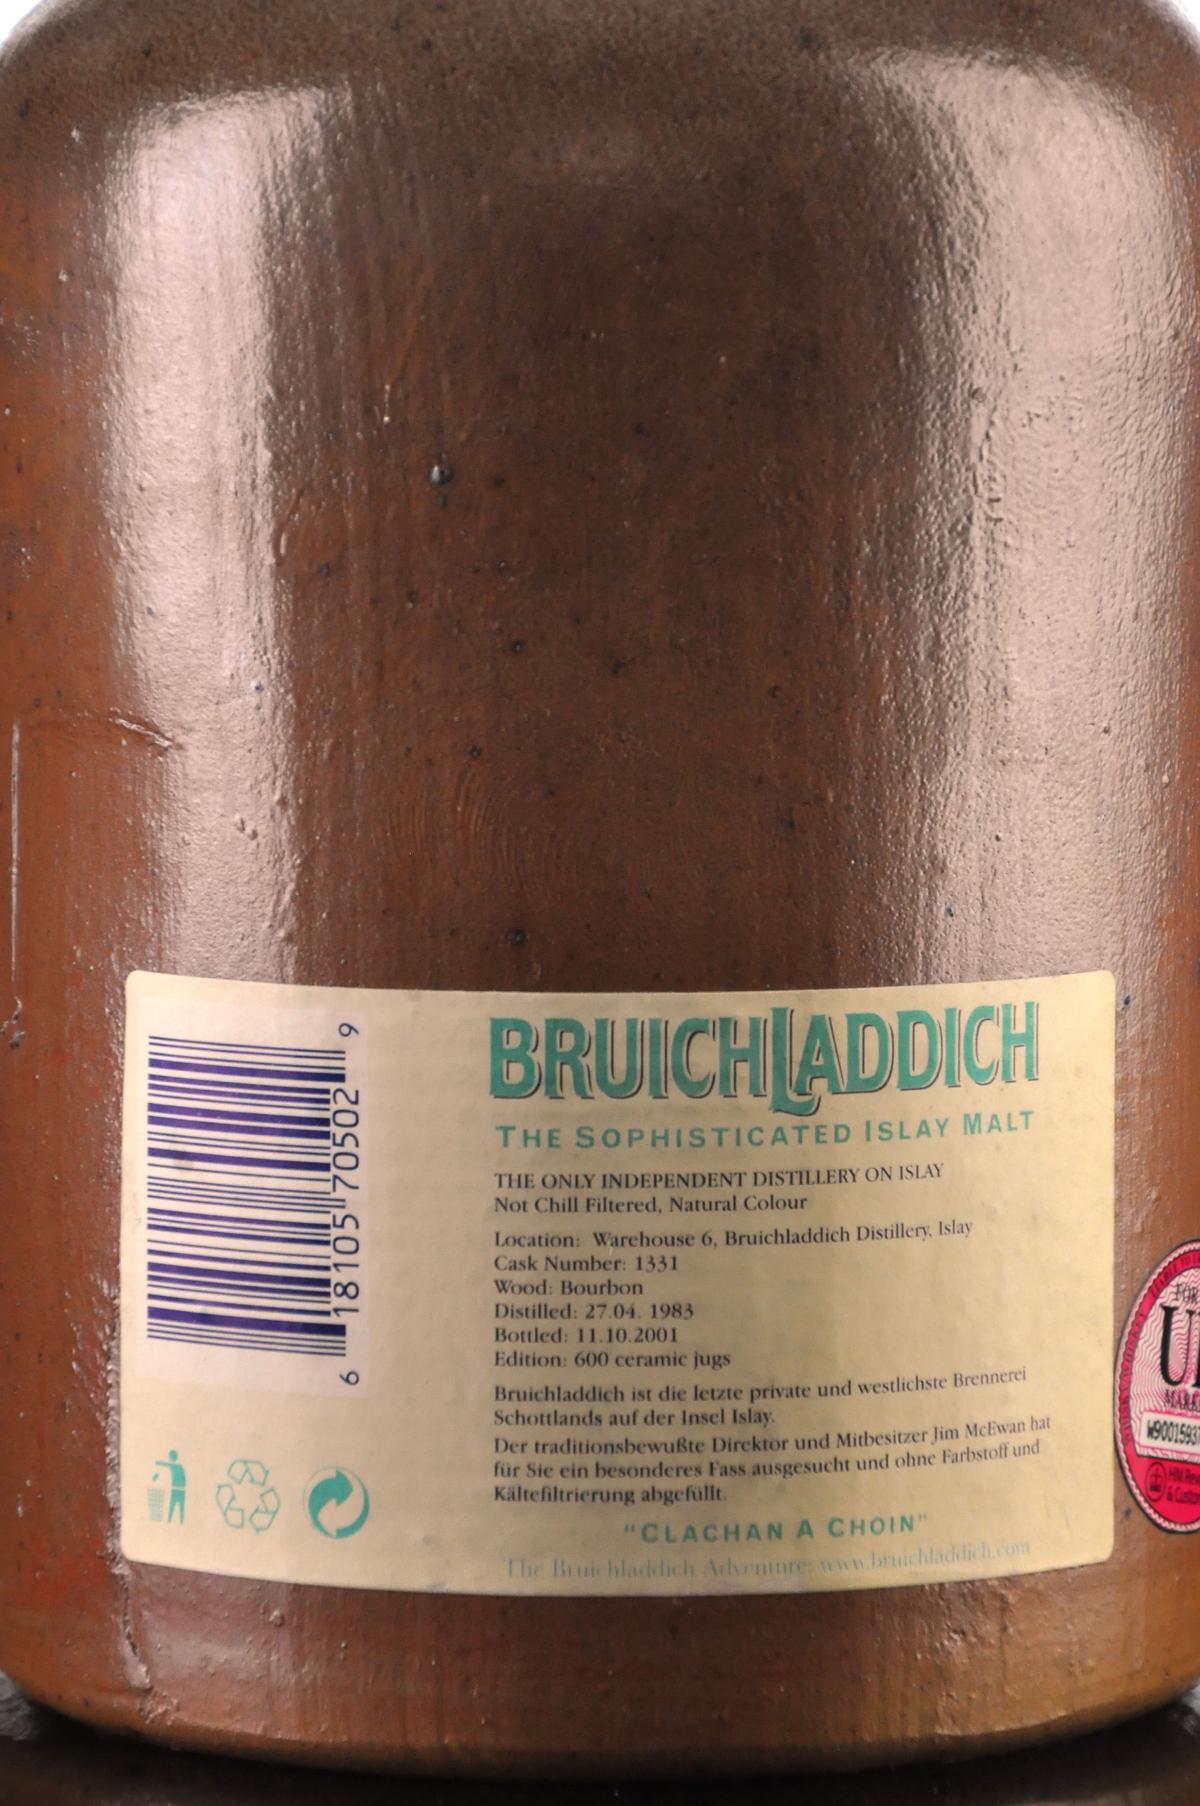 BRUICHLADDICH
THE SOPHISTICATED ISLAY MALT
THE ONLY INDEPENDENT DISTILLERY ON ISLAY
Not Chill Filtered, Natural Colour
Location: Warehouse 6, Bruichladdich Distillery, Islay
Cask Number: 1331
Wood: Bourbon
Distilled: 27.04. 1983
Bottled: 11.10.2001
Edition: 600 ceramic jugs
Bruichladdich ist die letzte private und westlichste Brennerei
Schottlands auf der Insel Islay.
Der traditionsbewußte Direktor und Mitbesitzer Jim McEwan hat
für Sie ein besonderes Fass ausgesucht und ohne Farbstoff und
Kältefiltrierung abgefüllt.
"CLACHAN A CHOIN"
The Bruichladdich Adventure: www.bruichladdich.com
6 18105 70502 9
HM
& Custom